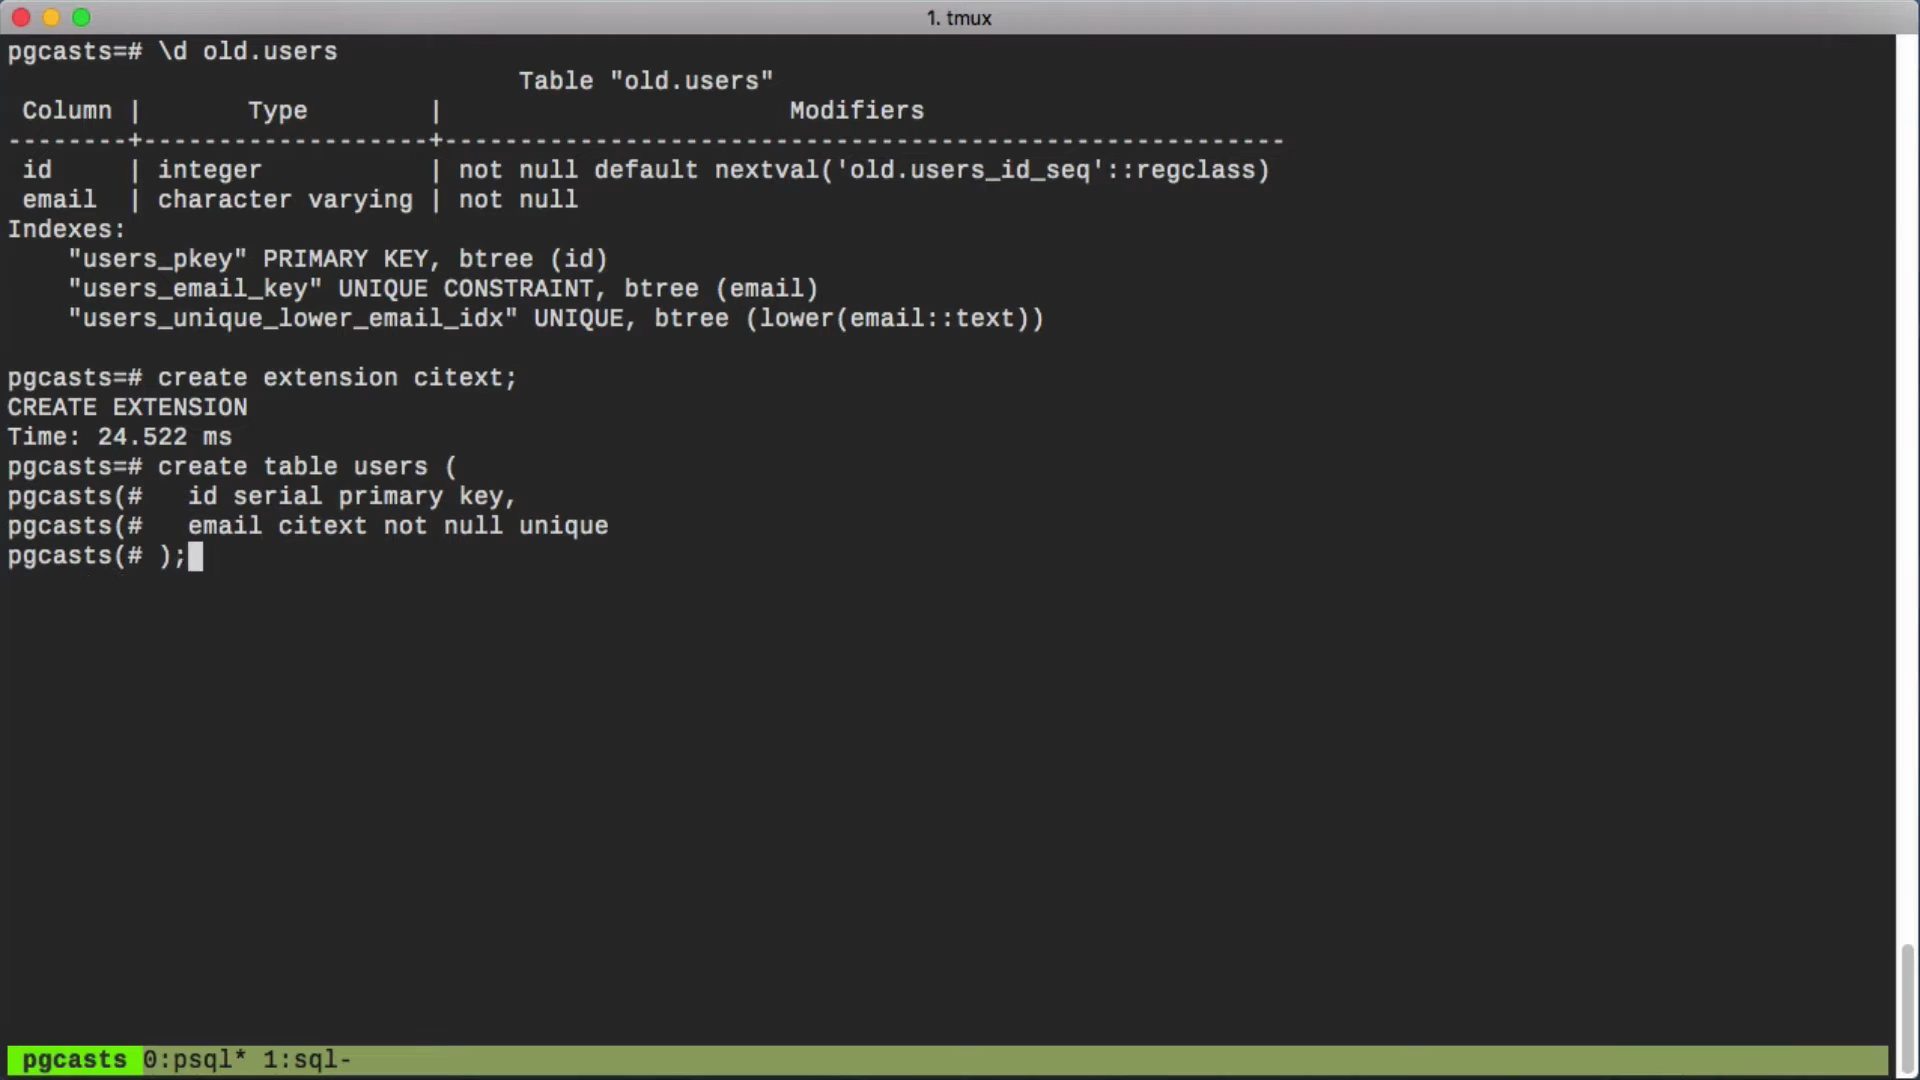 1. tmux
pgcasts=# \d old.users
Table "old.users"
Column | Type | Modifiers
--------+-------------------+--------------------------------------------------------
id | integer | not null default nextval('old.users_id_seq'::regclass)
email | character varying | not null
Indexes:
"users_pkey" PRIMARY KEY, btree (id)
"users_email_key" UNIQUE CONSTRAINT, btree (email)
"users_unique_lower_email_idx" UNIQUE, btree (lower(email::text))
pgcasts=# create extension citext;
CREATE EXTENSION
Time: 24.522 ms
pgcasts=# create table users (
pgcasts(#   id serial primary key,
pgcasts(#   email citext not null unique
pgcasts(# );
pgcasts 0:psql* 1:sql-